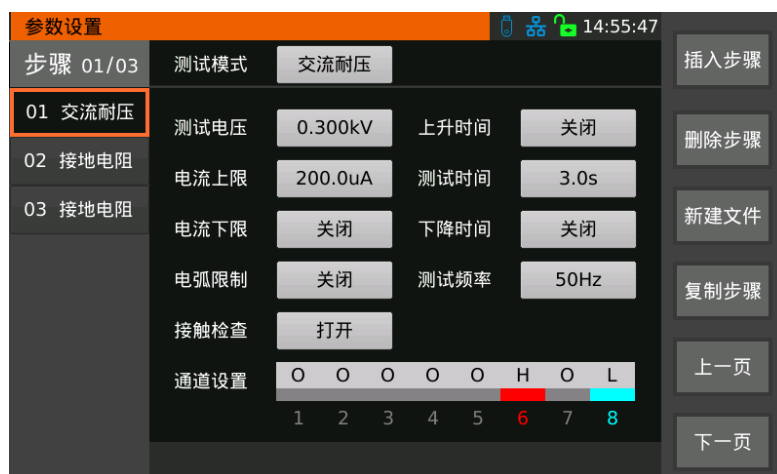 参数设置 14:55:47
步骤 01/03
01 交流耐压
02 接地电阻
03 接地电阻
测试模式 交流耐压
测试电压 0.300kV 上升时间 关闭
电流上限 200.0uA 测试时间 3.0s
电流下限 关闭 下降时间 关闭
电弧限制 关闭 测试频率 50Hz
接触检查 打开
通道设置 O O O O O H O L
1 2 3 4 5 6 7 8
插入步骤
删除步骤
新建文件
复制步骤
上一页
下一页